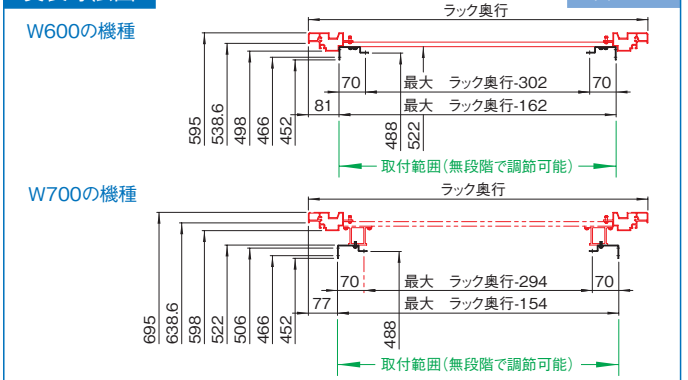 W600の機種
ラック奥行
595
538.6
498
466
452
70
最大 ラック奥行-302
70
81
最大 ラック奥行-162
488
522
取付範囲(無段階で調節可能)
W700の機種
ラック奥行
695
638.6
598
522
506
466
452
70
最大 ラック奥行-294
70
77
最大 ラック奥行-154
488
取付範囲(無段階で調節可能)